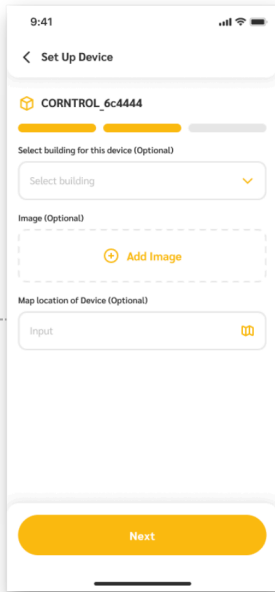 9:41
Set Up Device
CORNTROL_6c4444
Select building for this device (Optional)
Select building
Image (Optional)
Add Image
Map location of Device (Optional)
Input
Next